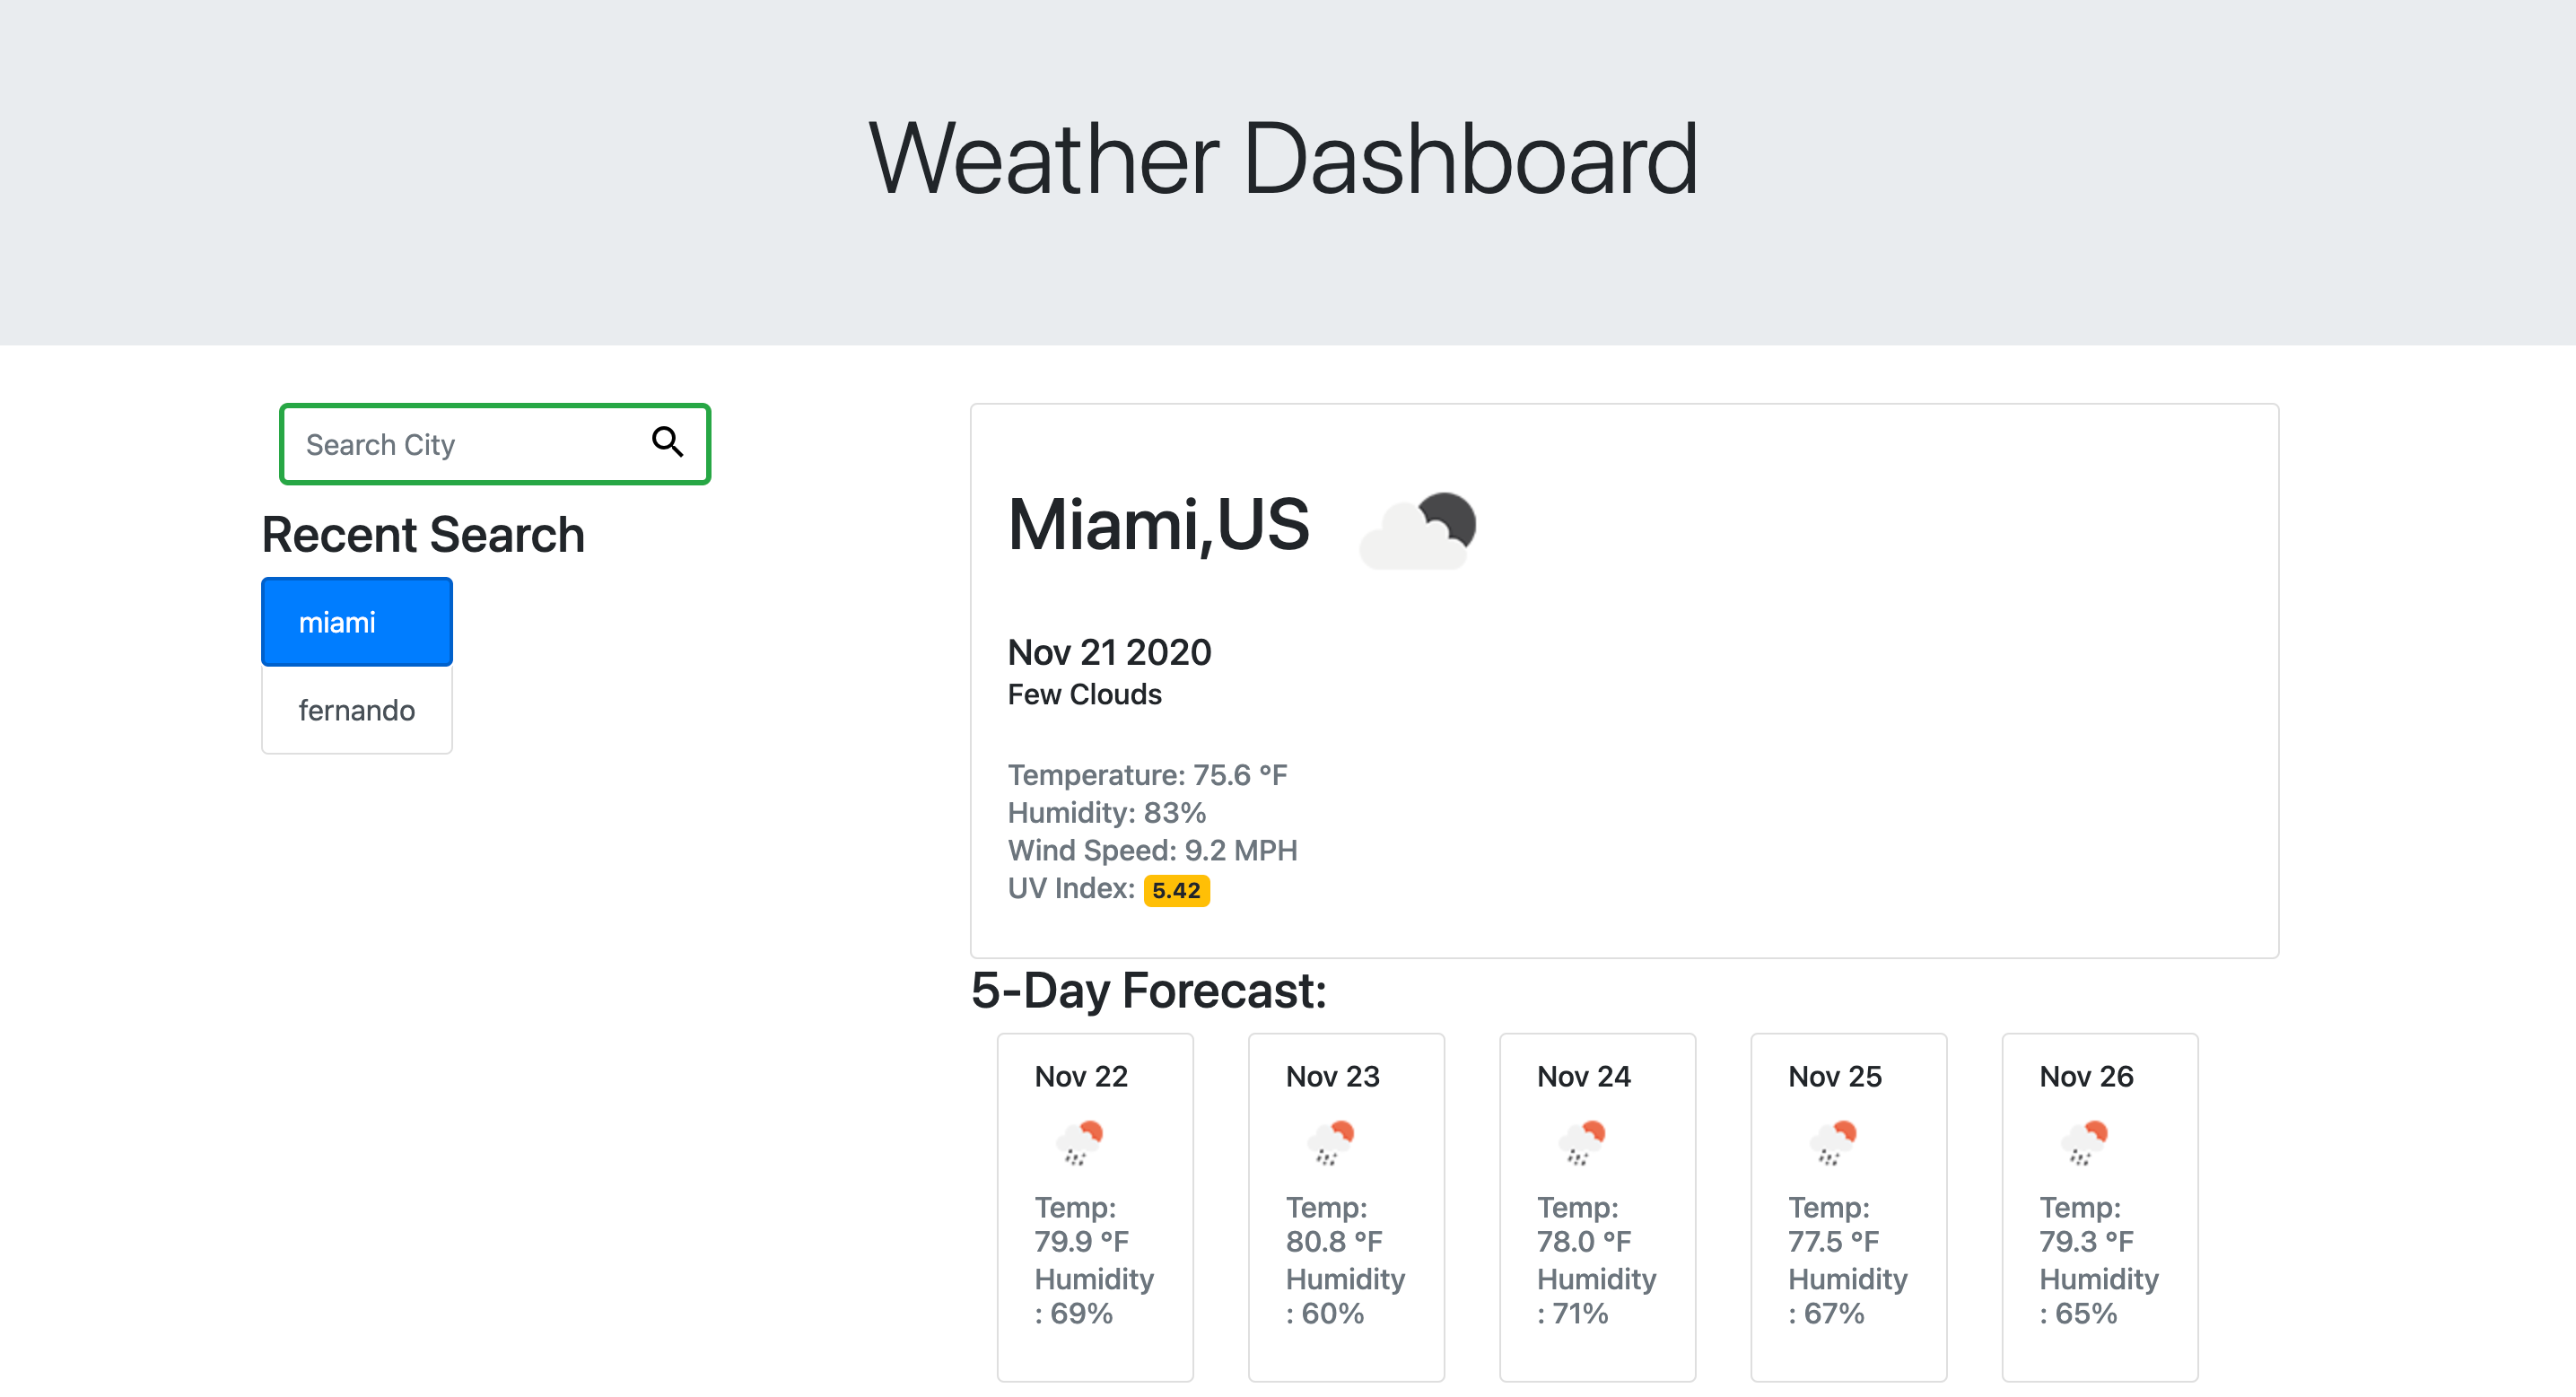 Weather Dashboard
Search City
Recent Search
miami
fernando
Miami,US
Nov 21 2020
Few Clouds
Temperature: 75.6 °F
Humidity: 83%
Wind Speed: 9.2 MPH
UV Index: 5.42
5-Day Forecast:
Nov 22
Temp:
79.9 °F
Humidity
: 69%
Nov 23
Temp:
80.8 °F
Humidity
: 60%
Nov 24
Temp:
78.0 °F
Humidity
: 71%
Nov 25
Temp:
77.5 °F
Humidity
: 67%
Nov 26
Temp:
79.3 °F
Humidity
: 65%